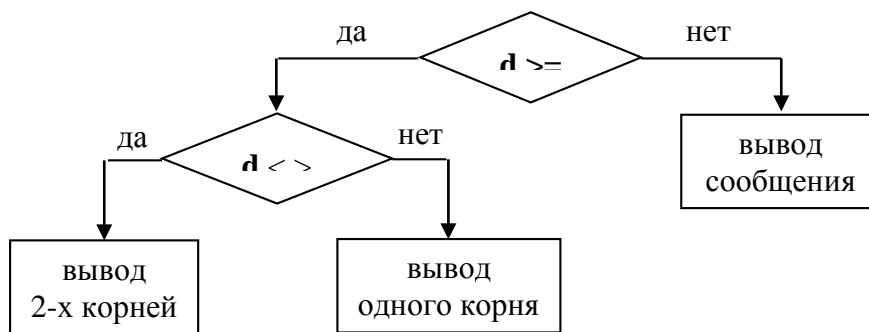 да
нет
d >=
да
нет
d < >
вывод
сообщения
вывод
2-х корней
вывод
одного корня